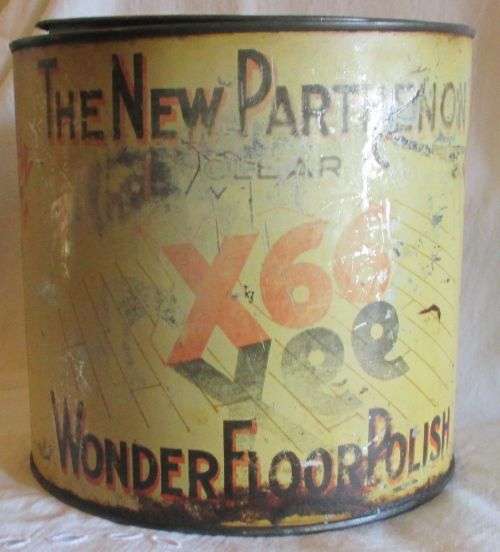 THE NEW PARTHENON
CLEAR
X66
WONDER FLOOR POLISH